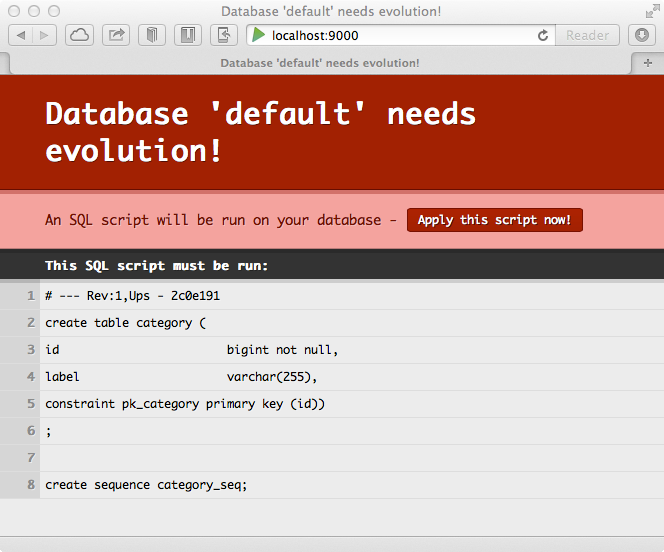 Database 'default' needs evolution!
localhost:9000
Reader
Database 'default' needs evolution!
Database 'default' needs
evolution!
An SQL script will be run on your database - Apply this script now!
This SQL script must be run:
1 # --- Rev:1,Ups - 2c0e191
2 create table category (
3 id bigint not null,
4 label varchar(255),
5 constraint pk_category primary key (id))
6 ;
7
8 create sequence category_seq;